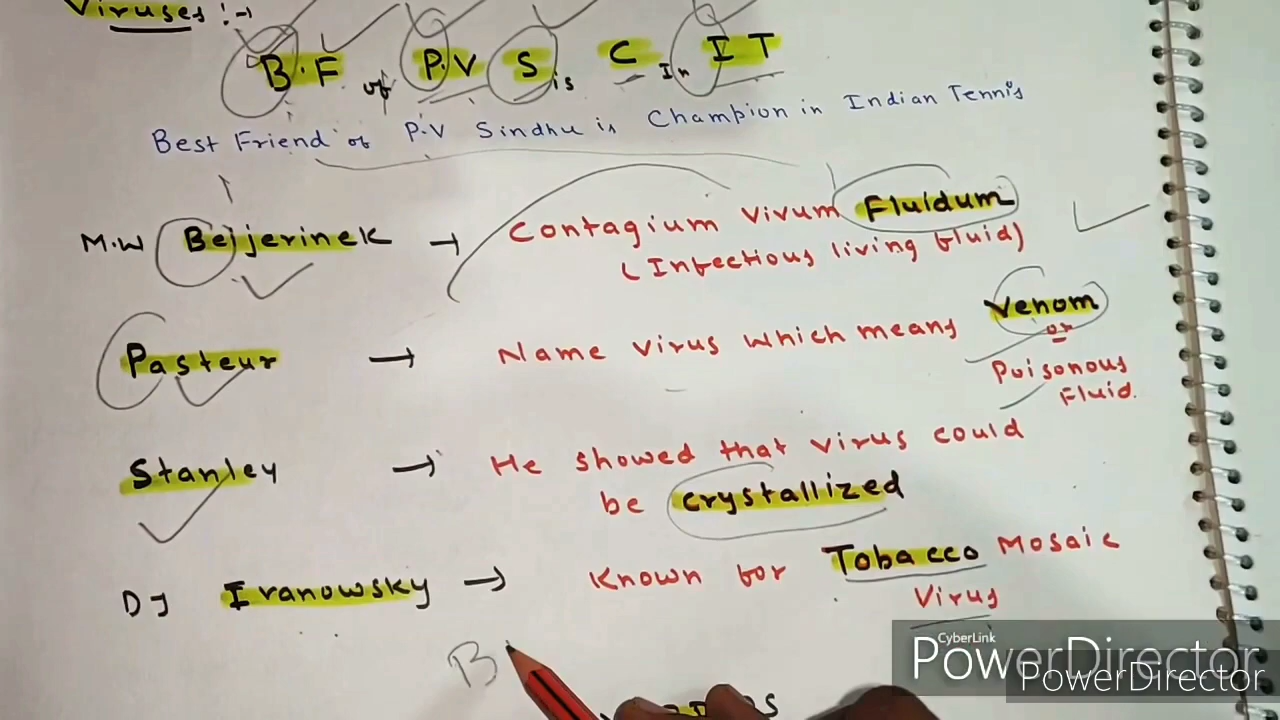 Viruses :-
B.F of P.V S is C In I T
Best Friend of P.V Sindhu is Champion in Indian Tennis
M.W Beijerinek → Contagium Vivum Fluidum
(Infectious living fluid)
Pasteur → Name virus which means Venom
or
Poisonous
Fluid.
Stanley → He showed that virus could
be crystallized
DJ Iranowsky → Known for Tobacco Mosaic
Virus
B
CyberLink
PowerDirector
PowerDirector